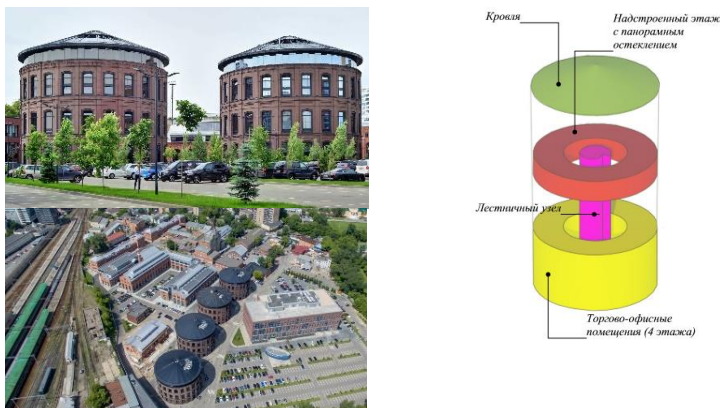 Кровля
Надстроенный этаж
с панорамным
остеклением
Лестничный узел
Торгово-офисные
помещения (4 этажа)